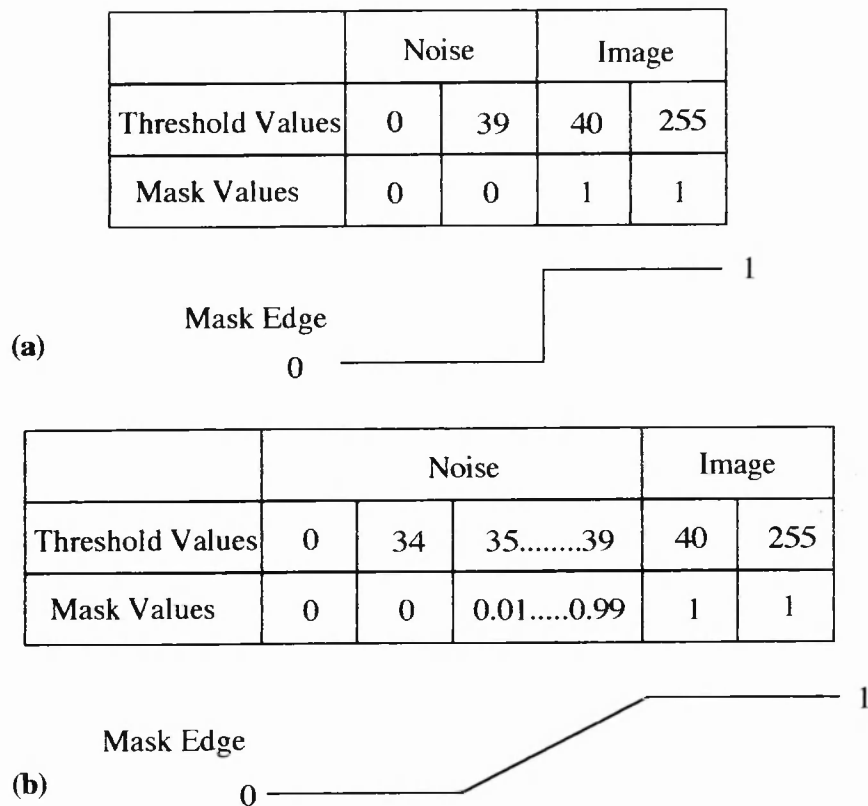 Noise Image
Threshold Values 0 39 40 255
Mask Values 0 0 1 1
1
Mask Edge
(a)
0
Noise Image
Threshold Values 0 34 35........39 40 255
Mask Values 0 0 0.01.....0.99 1 1
1
Mask Edge
(b)
0